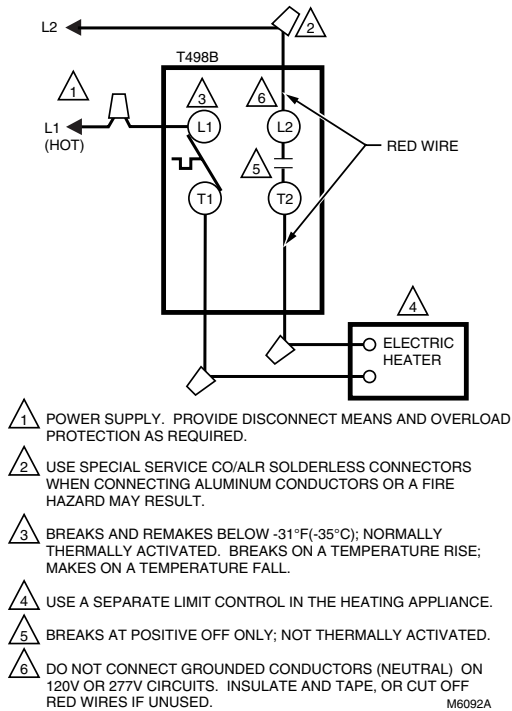 L2
2
T498B
1
3
6
L1
L2
L1
(HOT)
RED WIRE
5
T1
T2
4
ELECTRIC
HEATER
1 POWER SUPPLY. PROVIDE DISCONNECT MEANS AND OVERLOAD
PROTECTION AS REQUIRED.
2 USE SPECIAL SERVICE CO/ALR SOLDERLESS CONNECTORS
WHEN CONNECTING ALUMINUM CONDUCTORS OR A FIRE
HAZARD MAY RESULT.
3 BREAKS AND REMAKES BELOW -31°F(-35°C); NORMALLY
THERMALLY ACTIVATED. BREAKS ON A TEMPERATURE RISE;
MAKES ON A TEMPERATURE FALL.
4 USE A SEPARATE LIMIT CONTROL IN THE HEATING APPLIANCE.
5 BREAKS AT POSITIVE OFF ONLY; NOT THERMALLY ACTIVATED.
6 DO NOT CONNECT GROUNDED CONDUCTORS (NEUTRAL) ON
120V OR 277V CIRCUITS. INSULATE AND TAPE, OR CUT OFF
RED WIRES IF UNUSED.
M6092A